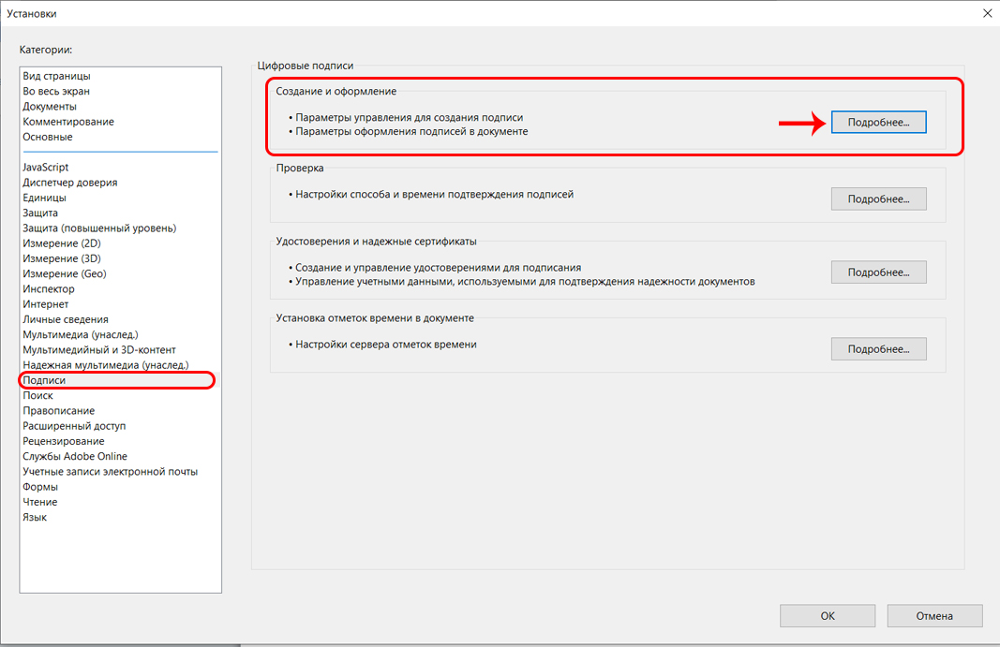 Установки
Категории:
Вид страницы
Во весь экран
Документы
Комментирование
Основные
JavaScript
Диспетчер доверия
Единицы
Защита
Защита (повышенный уровень)
Измерение (2D)
Измерение (3D)
Измерение (Geo)
Инспектор
Интернет
Личные сведения
Мультимедиа (унаслед.)
Мультимедийный и 3D-контент
Надежная мультимедиа (унаслед.)
Подписи
Поиск
Правописание
Расширенный доступ
Рецензирование
Службы Adobe Online
Учетные записи электронной почты
Формы
Чтение
Язык
Цифровые подписи
Создание и оформление
• Параметры управления для создания подписи
• Параметры оформления подписей в документе
Подробнее...
Проверка
• Настройки способа и времени подтверждения подписей
Подробнее...
Удостоверения и надежные сертификаты
• Создание и управление удостоверениями для подписания
• Управление учетными данными, используемыми для подтверждения надежности документов
Подробнее...
Установка отметок времени в документе
• Настройки сервера отметок времени
Подробнее...
ОК
Отмена